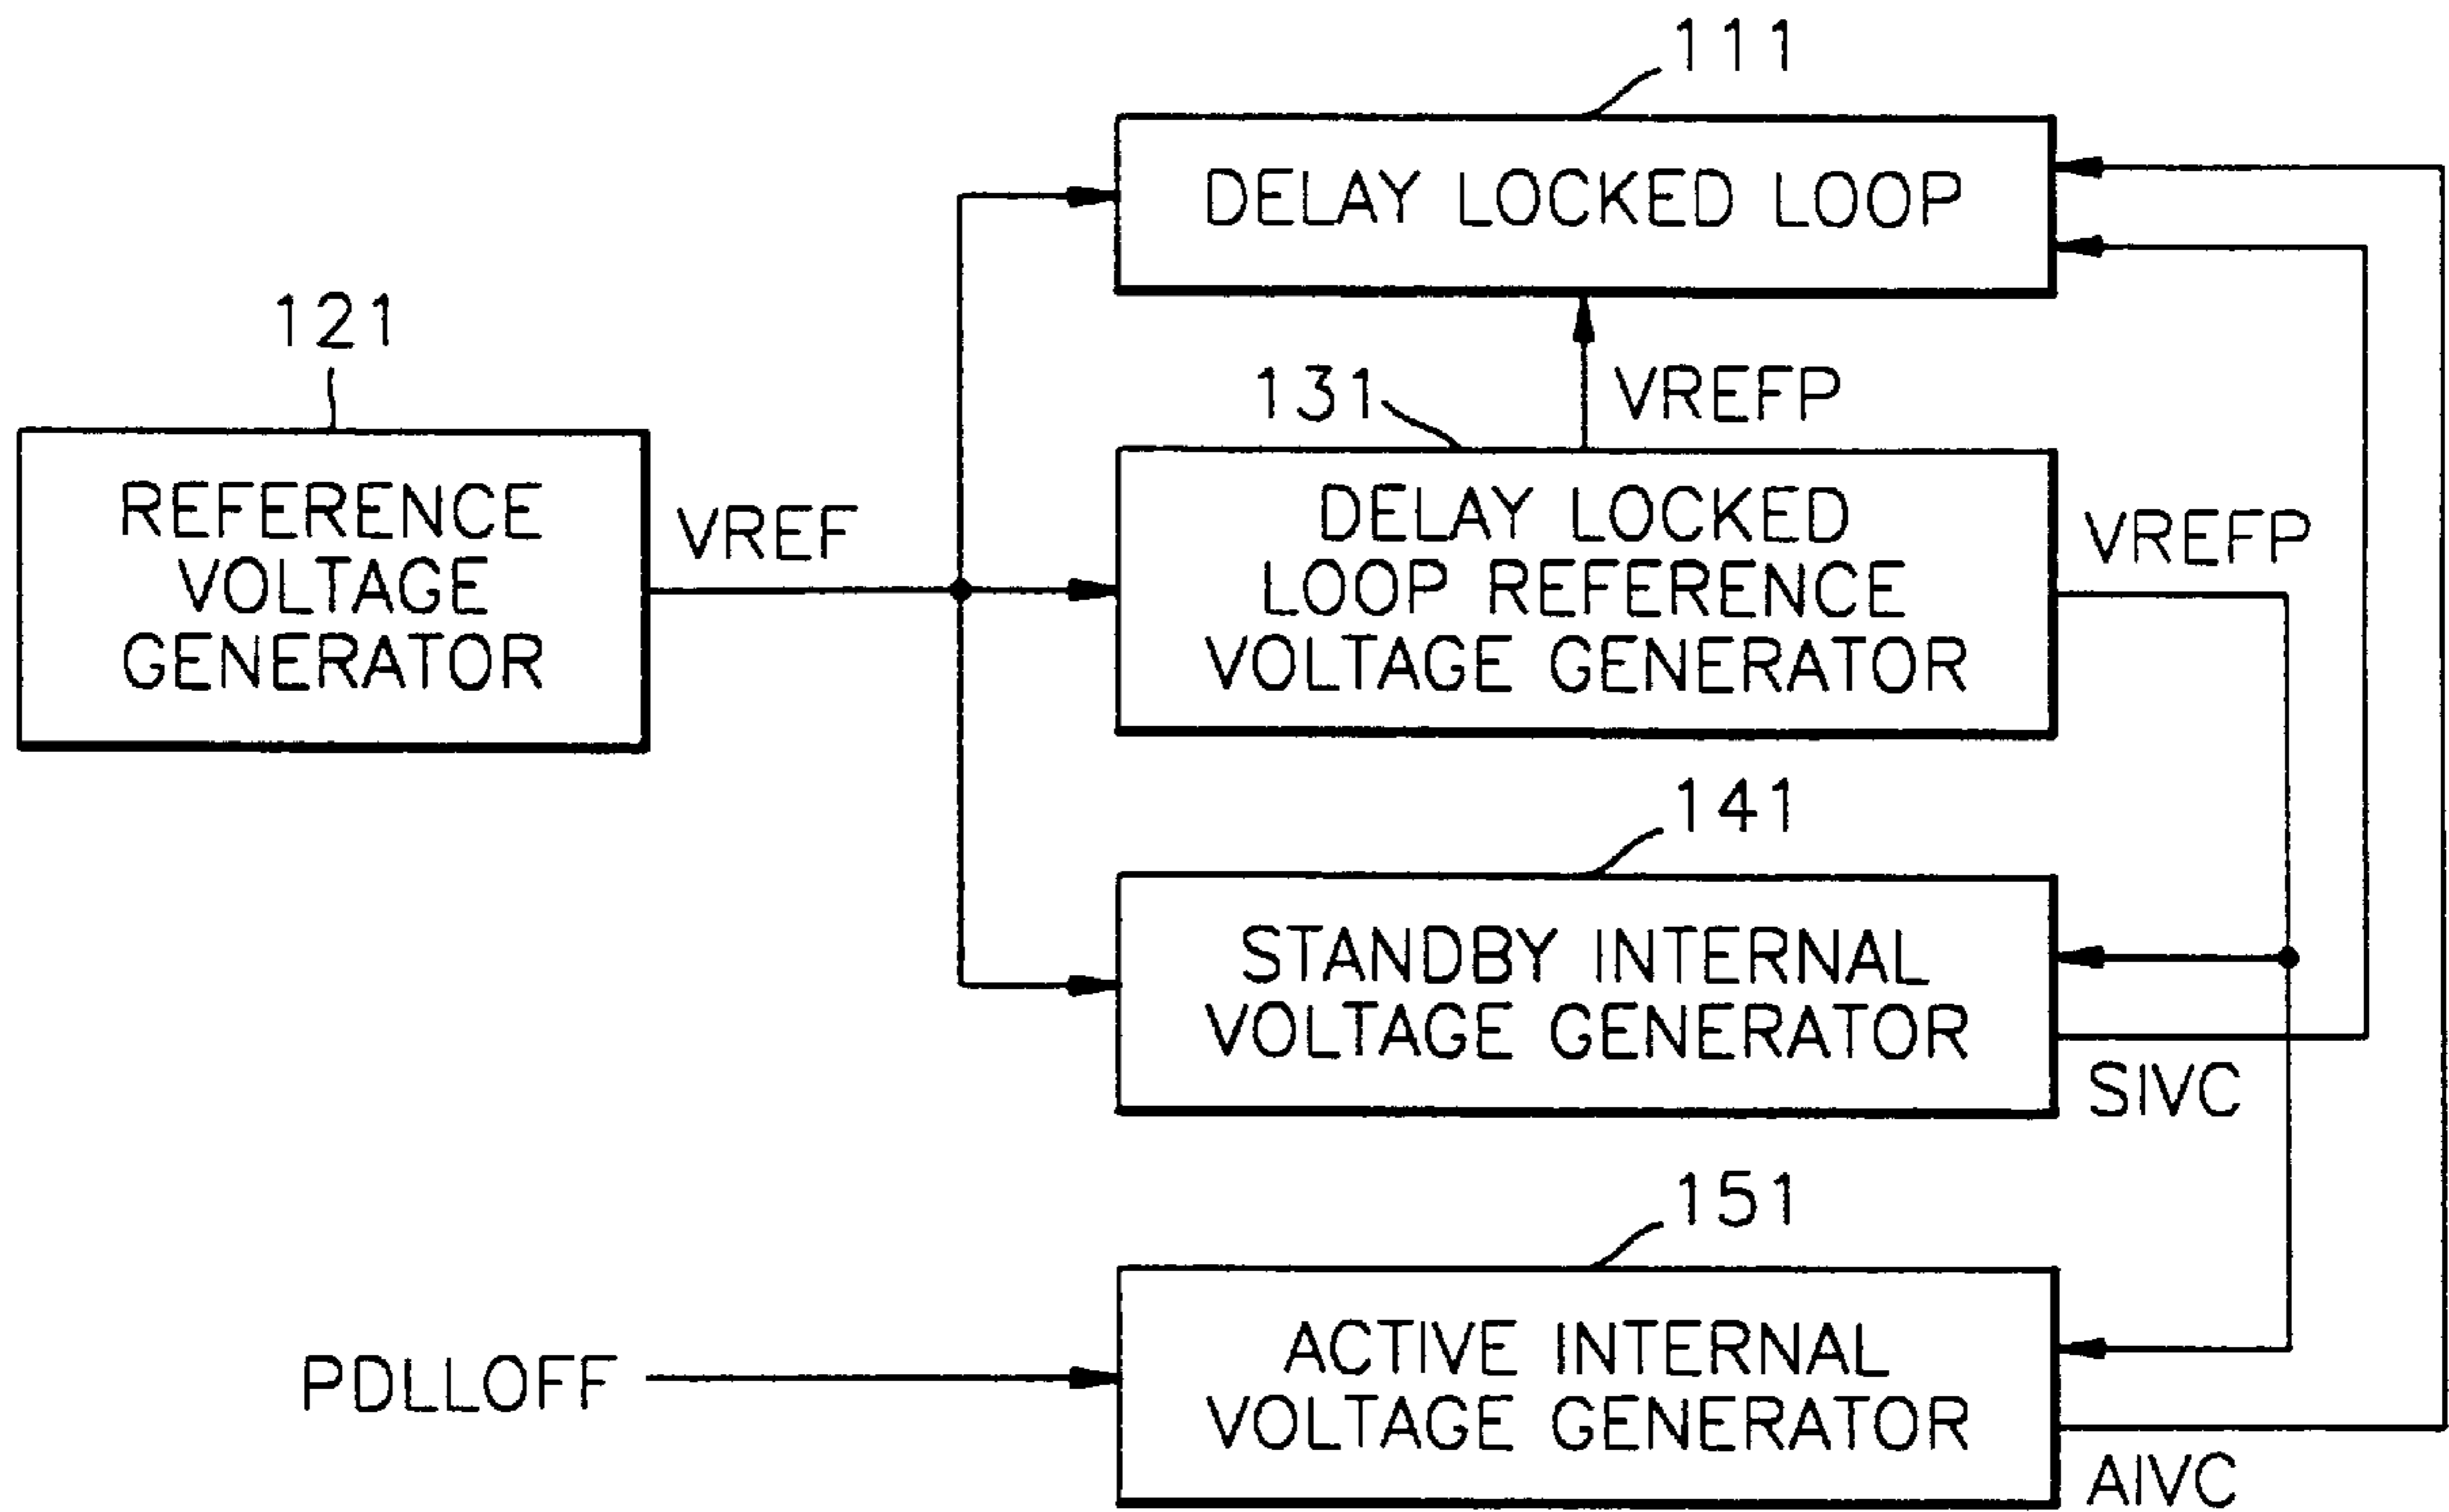 111
DELAY LOCKED LOOP
121
131
VREFP
REFERENCE
VOLTAGE
GENERATOR
VREF
DELAY LOCKED
LOOP REFERENCE
VOLTAGE GENERATOR
VREFP
141
STANDBY INTERNAL
VOLTAGE GENERATOR
SIVC
151
PDLLOFF
ACTIVE INTERNAL
VOLTAGE GENERATOR
AIVC